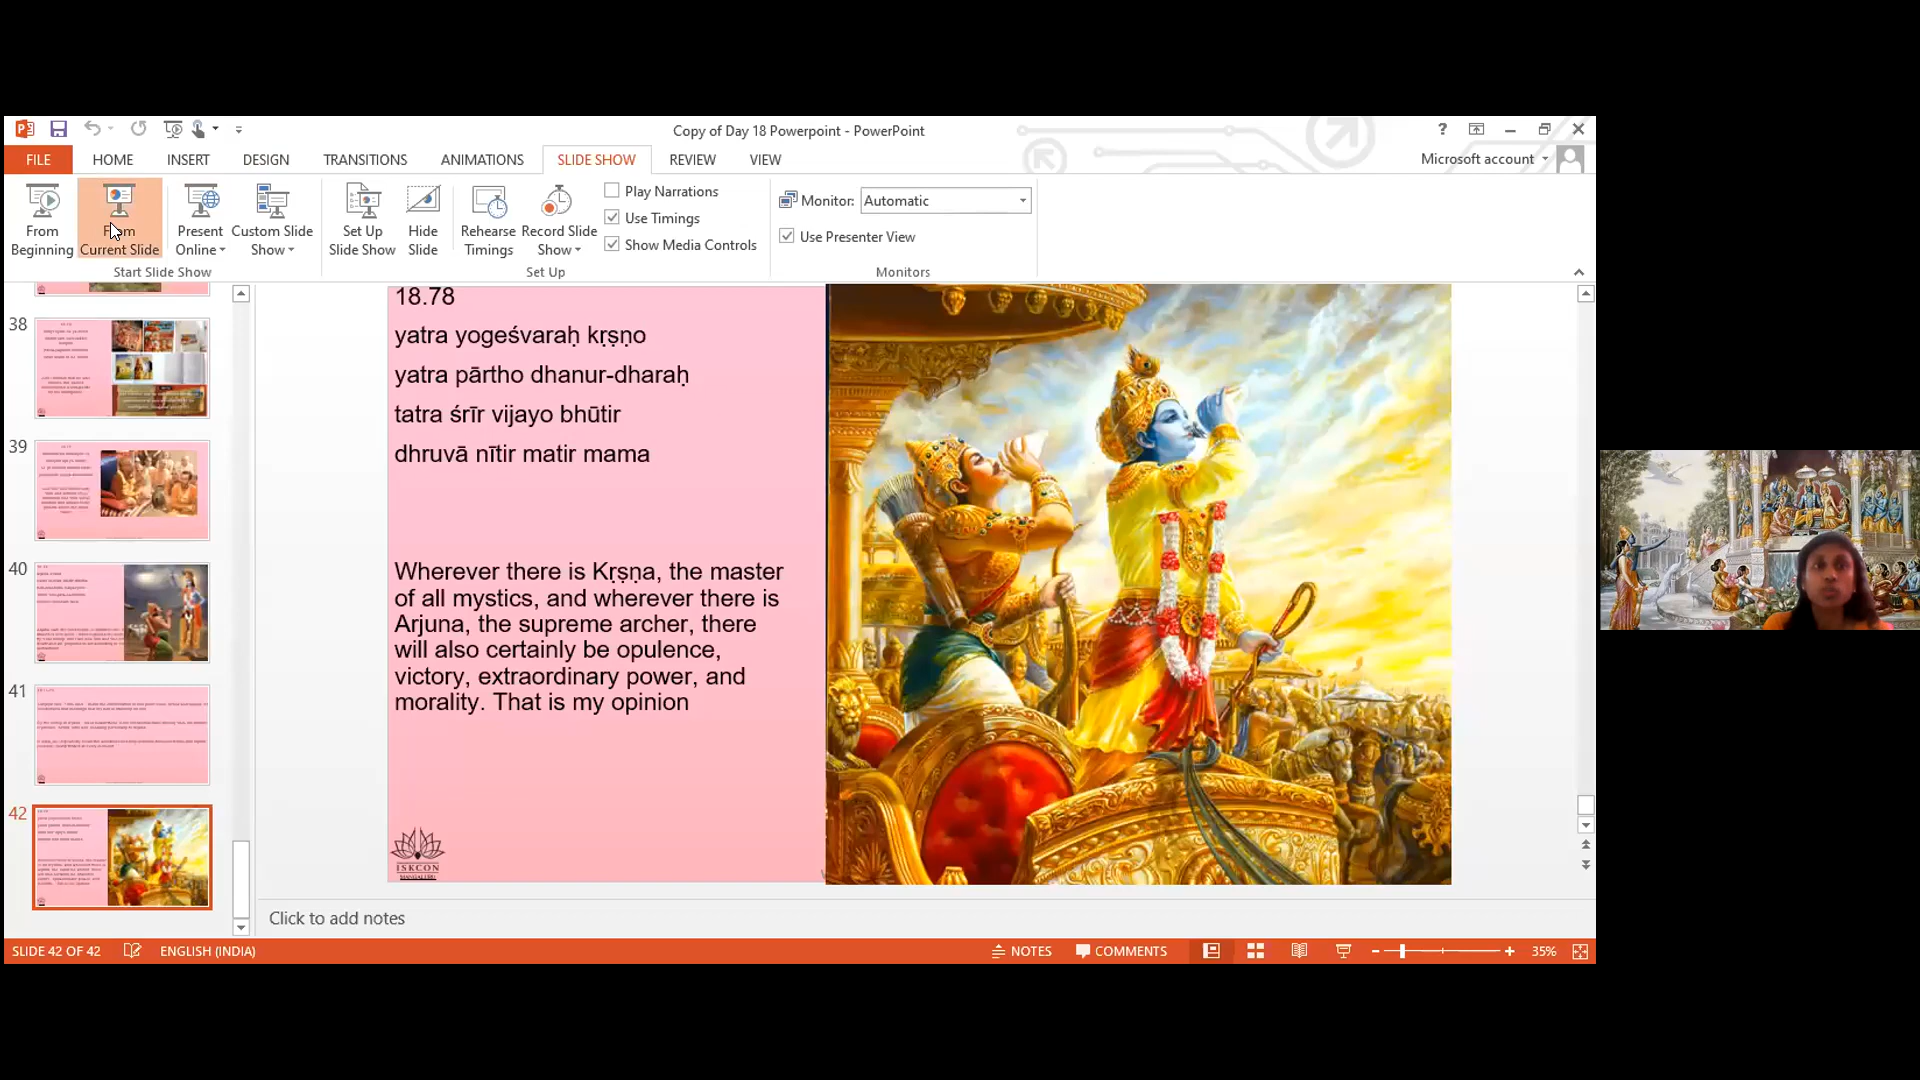 Copy of Day 18 Powerpoint - PowerPoint
FILE HOME INSERT DESIGN TRANSITIONS ANIMATIONS SLIDE SHOW REVIEW VIEW
Microsoft account
From Beginning
From Current Slide
Present Online
Custom Slide Show
Start Slide Show
Set Up Slide Show
Hide Slide
Rehearse Timings
Record Slide Show
Play Narrations
Use Timings
Show Media Controls
Set Up
Monitor: Automatic
Use Presenter View
Monitors
38
39
40
41
42
18.78
yatra yogeśvaraḥ kṛṣṇo
yatra pārtho dhanur-dharaḥ
tatra śrīr vijayo bhūtir
dhruvā nītir matir mama
Wherever there is Kṛṣṇa, the master
of all mystics, and wherever there is
Arjuna, the supreme archer, there
will also certainly be opulence,
victory, extraordinary power, and
morality. That is my opinion
ISKCON
Click to add notes
SLIDE 42 OF 42 ENGLISH (INDIA) NOTES COMMENTS 35%